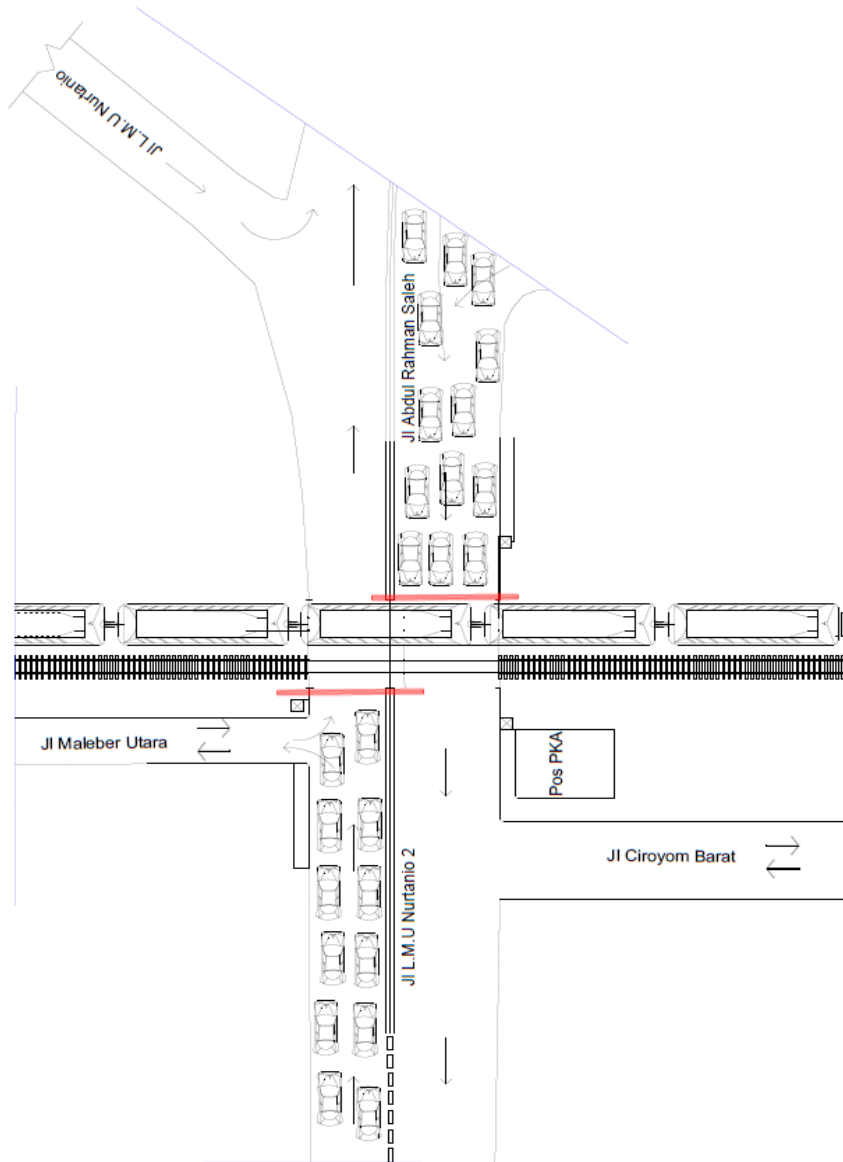 Jl L.M.U Nurtanio
Jl Abdul Rahman Saleh
Jl Maleber Utara
Pos PKA
Jl Ciroyom Barat
Jl L.M.U Nurtanio 2